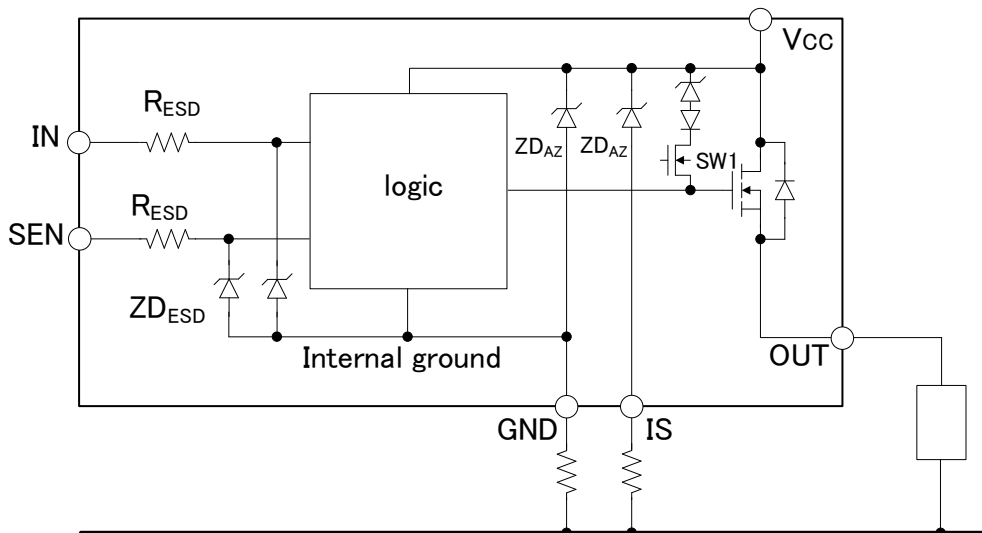 Vcc
RESD
IN
ZDAZ
ZDAZ
SW1
logic
RESD
SEN
ZDESD
Internal ground
OUT
GND
IS